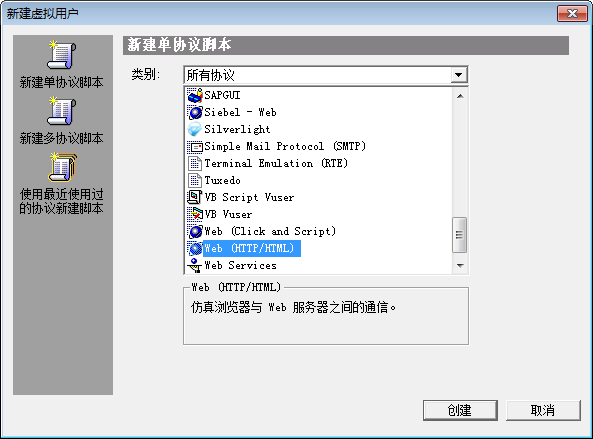 新建虚拟用户
新建单协议脚本
新建多协议脚本
使用最近使用过
的协议新建脚本
新建单协议脚本
类别:
所有协议
SAPGUI
Siebel - Web
Silverlight
Simple Mail Protocol (SMTP)
Terminal Emulation (RTE)
Tuxedo
VB Script Vuser
VB Vuser
Web (Click and Script)
Web (HTTP/HTML)
Web Services
Web (HTTP/HTML)
仿真浏览器与 Web 服务器之间的通信。
创建
取消